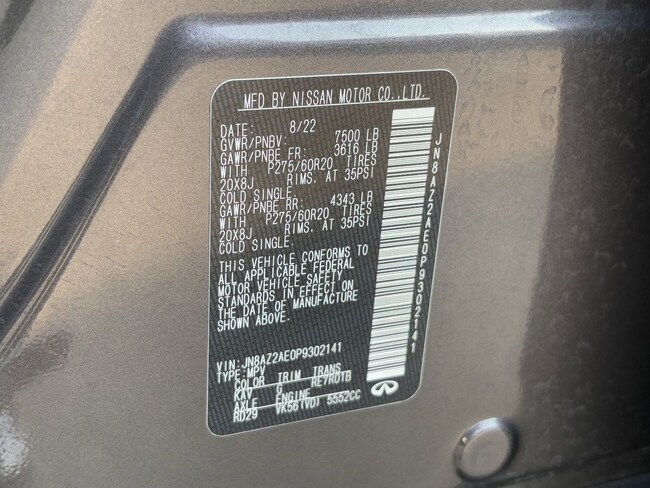 MFD BY NISSAN MOTOR CO.,LTD.
DATE: 8/22
GVWR/PNBV: 7500 LB
GAWR/PNBE FR: 3616 LB
WITH P275/60R20 TIRES
20X8J RIMS, AT 35PSI
COLD SINGLE.
GAWR/PNBE RR: 4343 LB
WITH P275/60R20 TIRES
20X8J RIMS, AT 35PSI
COLD SINGLE.
THIS VEHICLE CONFORMS TO
ALL APPLICABLE FEDERAL
MOTOR VEHICLE SAFETY
STANDARDS IN EFFECT ON
THE DATE OF MANUFACTURE
SHOWN ABOVE.
VIN:JN8AZ2AE0P9302141
TYPE:MPV
COLOR TRIM TRANS
KAV G RE7R01B
AXLE ENGINE
RD29 VK56(VD) 5552CC
JN8AZ2AE0P9302141